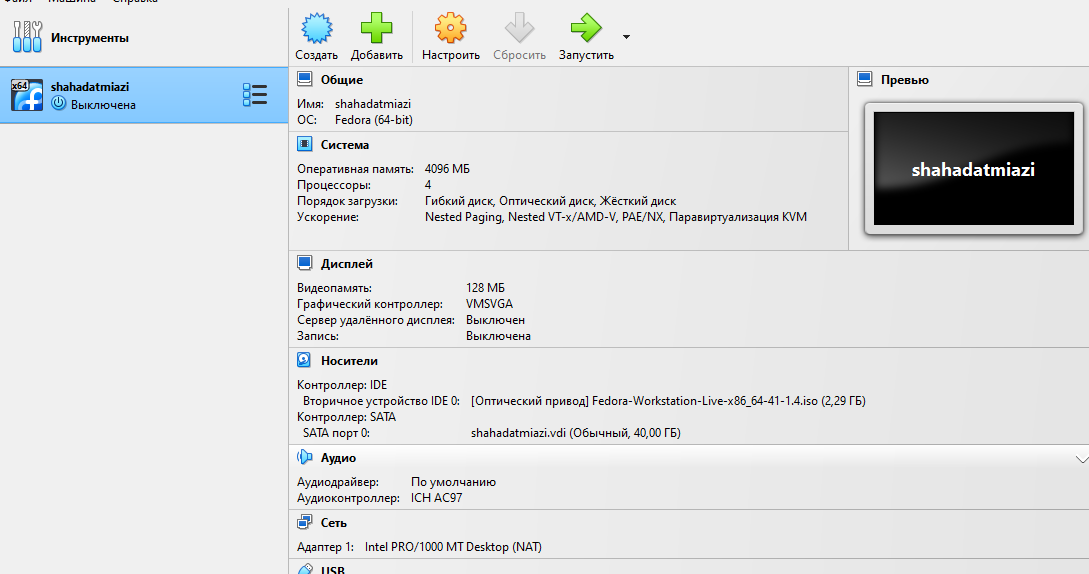 Файл Машина Справка
Инструменты
Создать Добавить Настроить Сбросить Запустить
x64
shahadatmiazi
Выключена
Общие
Имя: shahadatmiazi
ОС: Fedora (64-bit)
Превью
shahadatmiazi
Система
Оперативная память: 4096 МБ
Процессоры: 4
Порядок загрузки: Гибкий диск, Оптический диск, Жёсткий диск
Ускорение: Nested Paging, Nested VT-x/AMD-V, PAE/NX, Паравиртуализация KVM
Дисплей
Видеопамять: 128 МБ
Графический контроллер: VMSVGA
Сервер удалённого дисплея: Выключен
Запись: Выключена
Носители
Контроллер: IDE
Вторичное устройство IDE 0: [Оптический привод] Fedora-Workstation-Live-x86_64-41-1.4.iso (2,29 ГБ)
Контроллер: SATA
SATA порт 0: shahadatmiazi.vdi (Обычный, 40,00 ГБ)
Аудио
Аудиодрайвер: По умолчанию
Аудиоконтроллер: ICH AC97
Сеть
Адаптер 1: Intel PRO/1000 MT Desktop (NAT)
USB